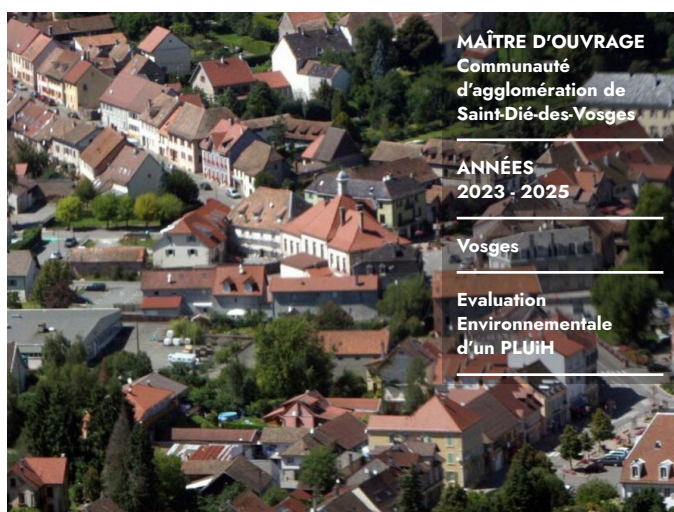 MAÎTRE D'OUVRAGE
Communauté
d'agglomération de
Saint-Dié-des-Vosges
ANNÉES
2023 - 2025
Vosges
Evaluation
Environnementale
d'un PLUiH